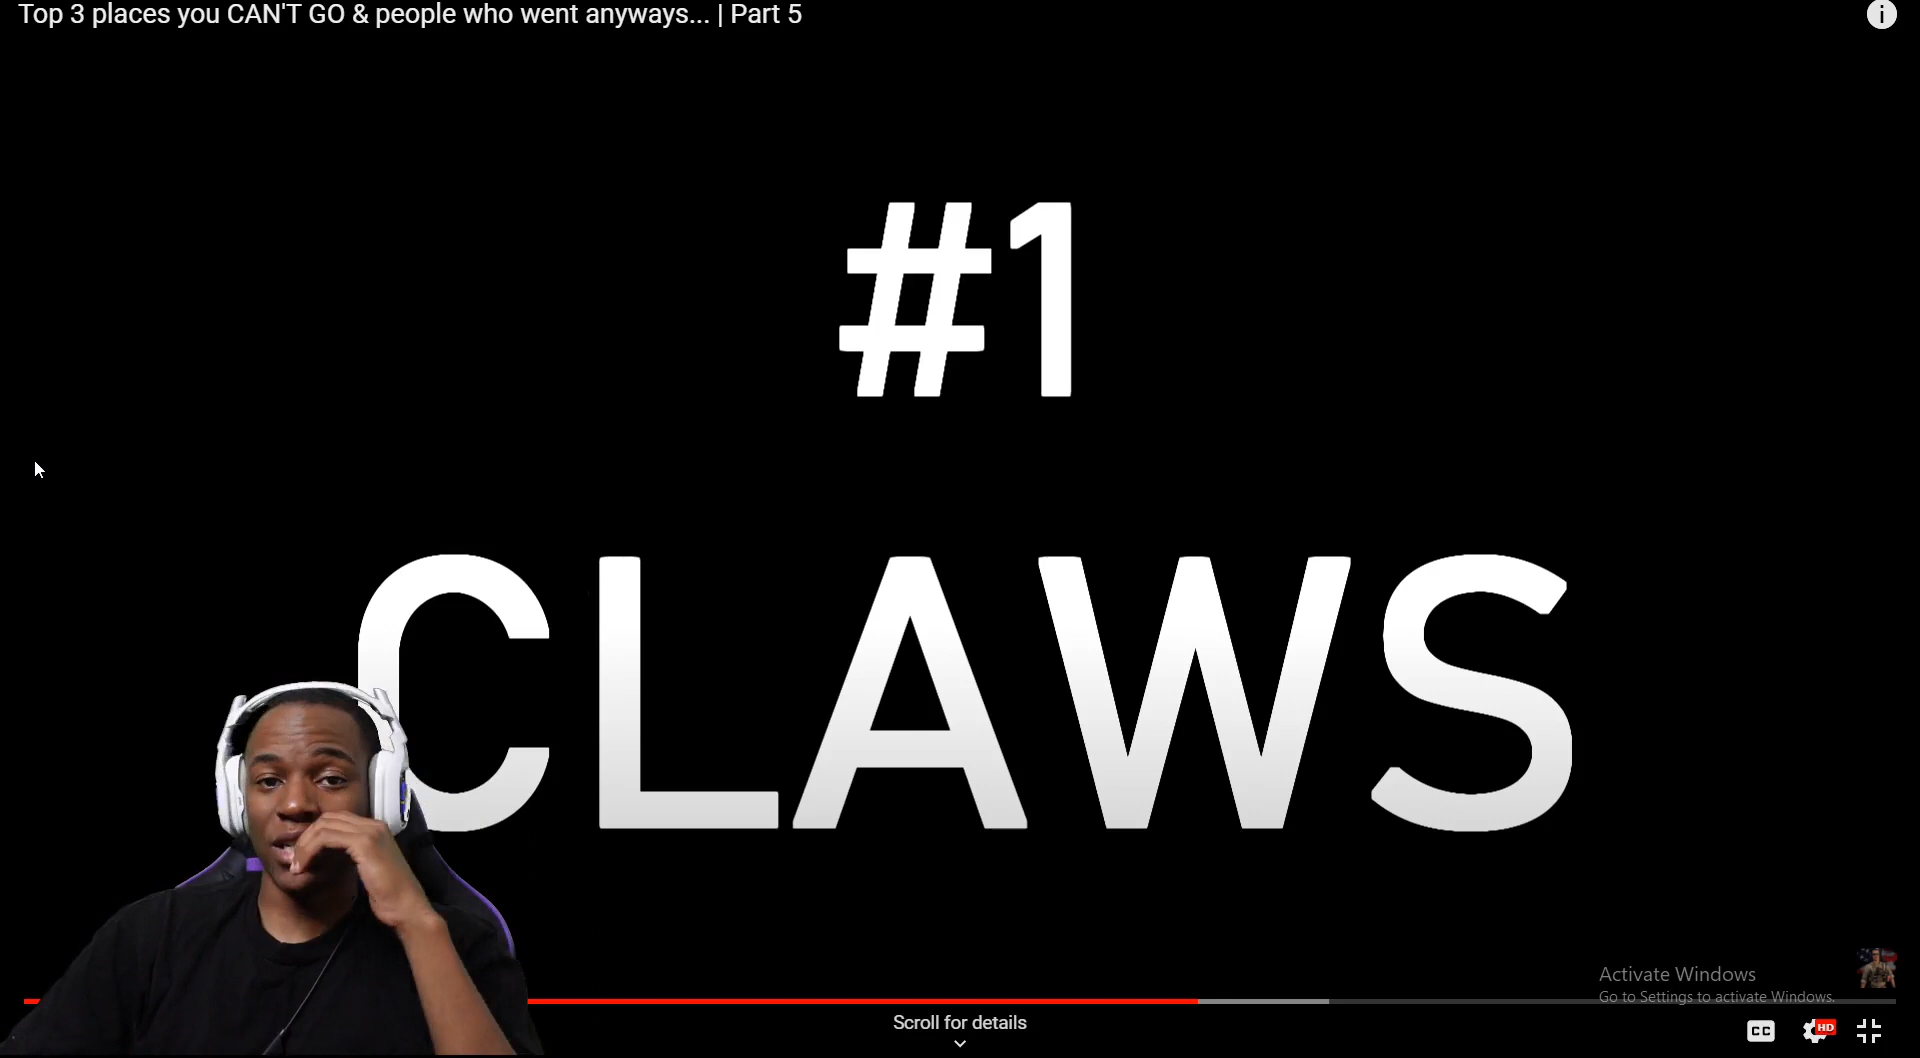 Top 3 places you CAN'T GO & people who went anyways... | Part 5
#1
CLAWS
Activate Windows
Go to Settings to activate Windows.
Scroll for details
CC
HD